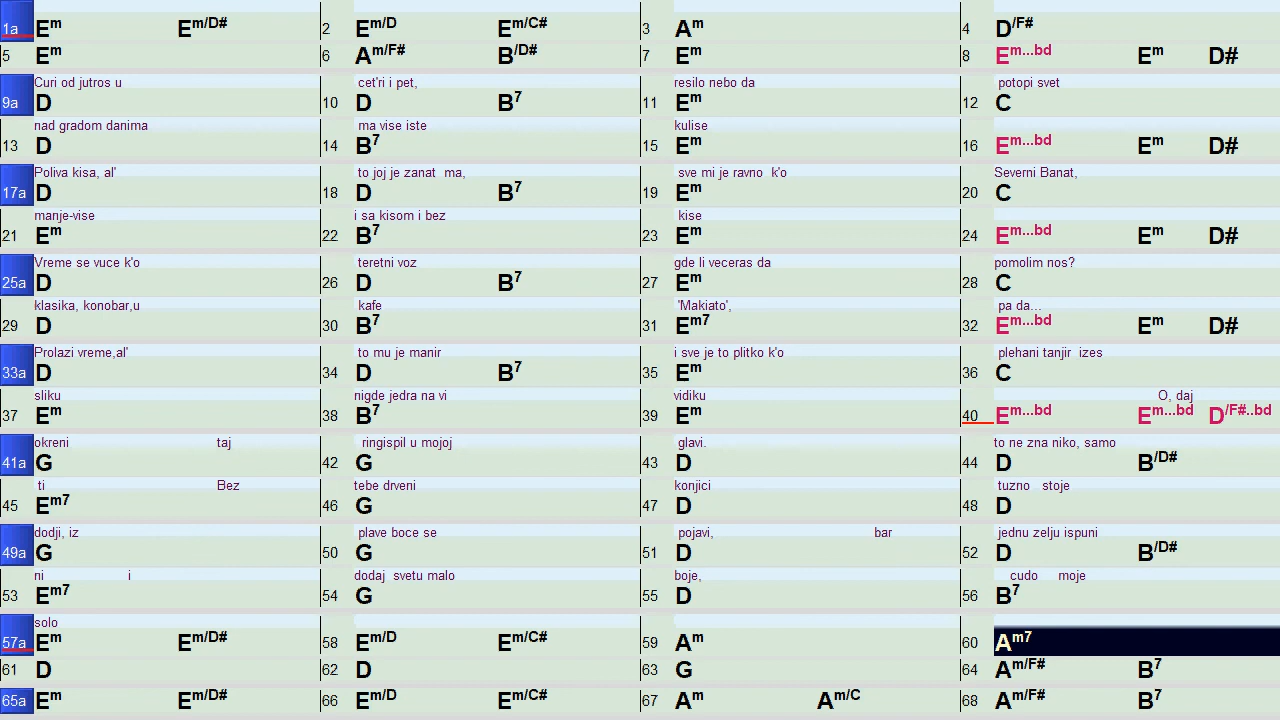 1a Em Em/D# 2 Em/D Em/C# 3 Am 4 D/F#
5 Em 6 Am/F# B/D# 7 Em 8 Em...bd Em D#
Curi od jutros u cet'ri i pet, resilo nebo da potopi svet
9a D 10 D B7 11 Em 12 C
nad gradom danima ma vise iste kulise
13 D 14 B7 15 Em 16 Em...bd Em D#
Poliva kisa, al' to joj je zanat ma, sve mi je ravno k'o Severni Banat,
17a D 18 D B7 19 Em 20 C
manje-vise i sa kisom i bez kise
21 Em 22 B7 23 Em 24 Em...bd Em D#
Vreme se vuce k'o teretni voz gde li veceras da pomolim nos?
25a D 26 D B7 27 Em 28 C
klasika, konobar,u kafe 'Makiato', pa da...
29 D 30 B7 31 Em7 32 Em...bd Em D#
Prolazi vreme,al' to mu je manir i sve je to plitko k'o plehani tanjir izes
33a D 34 D B7 35 Em 36 C
sliku nigde jedra na vi vidiku O, daj
37 Em 38 B7 39 Em 40 Em...bd Em...bd D/F#..bd
okreni taj ringispil u mojoj glavi. to ne zna niko, samo
41a G 42 G 43 D 44 D B/D#
ti Bez tebe drveni konjici tuzno stoje
45 Em7 46 G 47 D 48 D
dodji, iz plave boce se pojavi, bar jednu zelju ispuni
49a G 50 G 51 D 52 D B/D#
ni i dodaj svetu malo boje, cudo moje
53 Em7 54 G 55 D 56 B7
solo
57a Em Em/D# 58 Em/D Em/C# 59 Am 60 Am7
61 D 62 D 63 G 64 Am/F# B7
65a Em Em/D# 66 Em/D Em/C# 67 Am Am/C 68 Am/F# B7